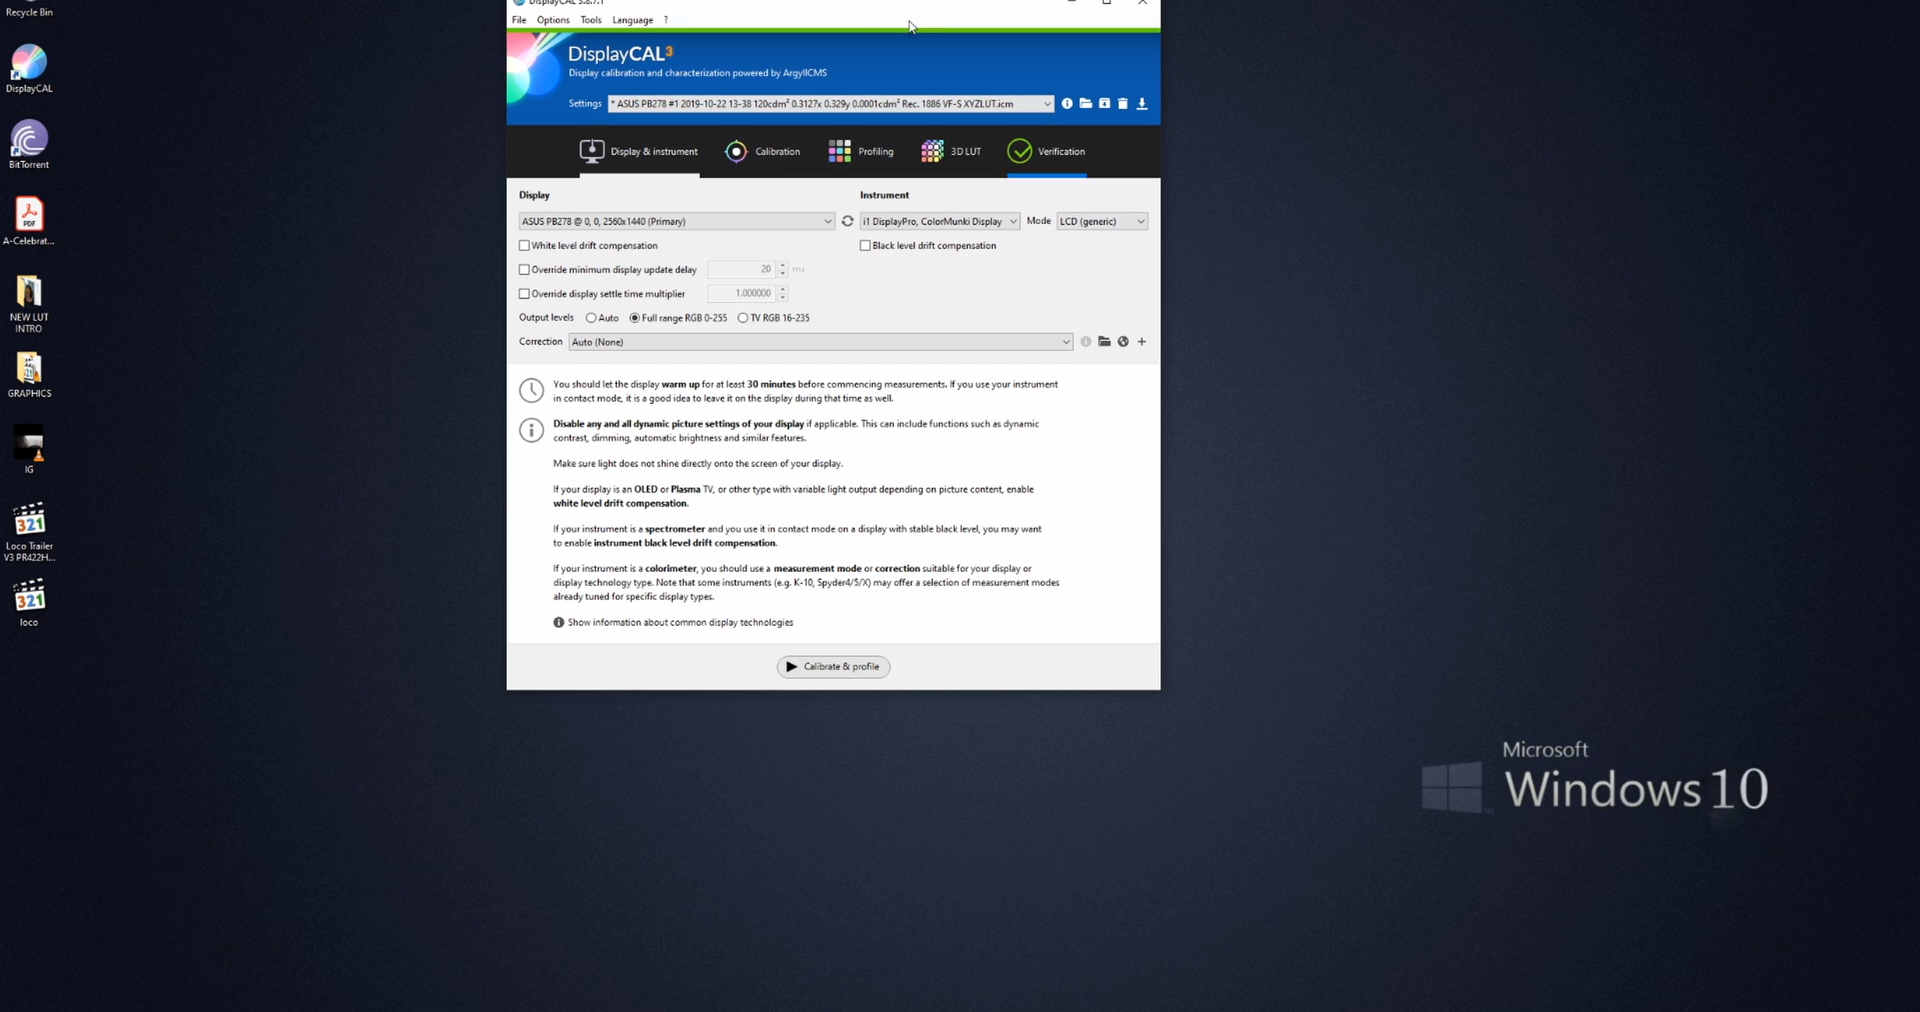 Recycle Bin
DisplayCAL
BitTorrent
A-Celebrat...
NEW LUT
INTRO
GRAPHICS
IG
Loco Trailer
V3 PR422H...
loco
DisplayCAL 3.8.7.1
File Options Tools Language ?
DisplayCAL3
Display calibration and characterization powered by ArgyllCMS
Settings * ASUS PB278 #1 2019-10-22 13-38 120cdm² 0.3127x 0.329y 0.0001cdm² Rec. 1886 VF-S XYZLUT.icm
Display & instrument Calibration Profiling 3D LUT Verification
Display Instrument
ASUS PB278 @ 0, 0, 2560x1440 (Primary) i1 DisplayPro, ColorMunki Display Mode LCD (generic)
White level drift compensation Black level drift compensation
Override minimum display update delay 20 ms
Override display settle time multiplier 1.000000
Output levels Auto Full range RGB 0-255 TV RGB 16-235
Correction Auto (None)
You should let the display warm up for at least 30 minutes before commencing measurements. If you use your instrument
in contact mode, it is a good idea to leave it on the display during that time as well.
Disable any and all dynamic picture settings of your display if applicable. This can include functions such as dynamic
contrast, dimming, automatic brightness and similar features.
Make sure light does not shine directly onto the screen of your display.
If your display is an OLED or Plasma TV, or other type with variable light output depending on picture content, enable
white level drift compensation.
If your instrument is a spectrometer and you use it in contact mode on a display with stable black level, you may want
to enable instrument black level drift compensation.
If your instrument is a colorimeter, you should use a measurement mode or correction suitable for your display or
display technology type. Note that some instruments (e.g. K-10, Spyder4/5/X) may offer a selection of measurement modes
already tuned for specific display types.
Show information about common display technologies
Calibrate & profile
Microsoft
Windows 10
PDF
321
321